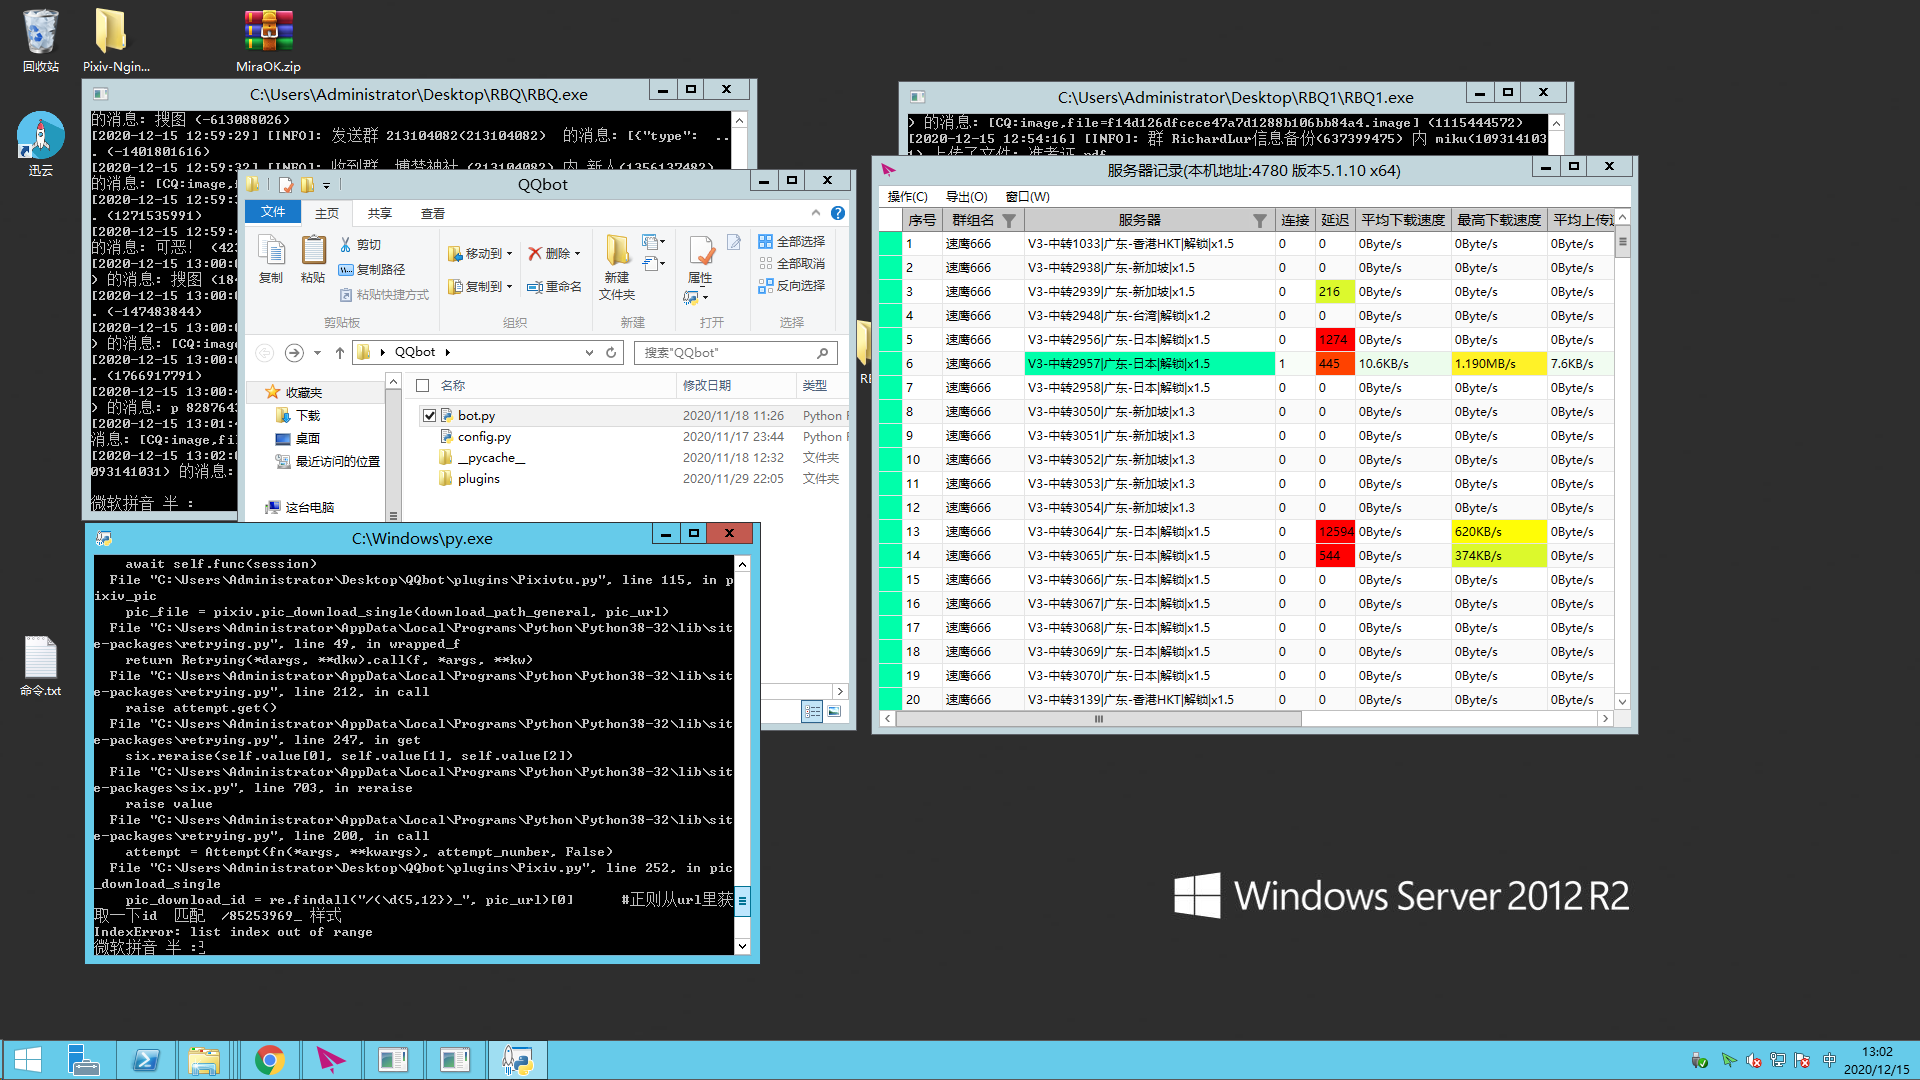 回收站
Pixiv-Ngin...
MiraOK.zip
迅云
命令.txt
C:\Users\Administrator\Desktop\RBQ\RBQ.exe
的消息: 搜图 (-613088026)
[2020-12-15 12:59:29] [INFO]: 发送群 213104082(213104082)  的消息: [{"type":  ..
. (-1401801616)
[2020-12-15 12:59:32] [INFO]: 收到群
的消息: [CQ:image,f
[2020-12-15 12:59:3
. (1271535991)
[2020-12-15 12:59:4
的消息: 可恶! (423
[2020-12-15 13:00:0
) 的消息: 搜图 (184
[2020-12-15 13:00:0
. (-147483844)
[2020-12-15 13:00:0
) 的消息: [CQ:image
[2020-12-15 13:00:0
. (1766917791)
[2020-12-15 13:00:4
) 的消息: p 8287643
[2020-12-15 13:01:4
消息: [CQ:image,fil
[2020-12-15 13:02:0
093141031) 的消息:
微软拼音 半 :
C:\Users\Administrator\Desktop\RBQ1\RBQ1.exe
) 的消息: [CQ:image,file=f14d126dfcece47a7d1288b106bb84a4.image] (1115444572)
[2020-12-15 12:54:16] [INFO]: 群 RichardLur信息备份(637399475) 内 miku(109314103
1) 上传了文件: 准考证.pdf
QQbot
文件 主页 共享 查看
复制 粘贴 剪切 复制路径 粘贴快捷方式
移动到 复制到 删除 重命名
新建
文件夹
属性
全部选择
全部取消
反向选择
剪贴板 组织 新建 打开 选择
QQbot
搜索"QQbot"
收藏夹
下载
桌面
最近访问的位置
这台电脑
名称 修改日期 类型
bot.py 2020/11/18 11:26 Python F
config.py 2020/11/17 23:44 Python F
__pycache__ 2020/11/18 12:32 文件夹
plugins 2020/11/29 22:05 文件夹
C:\Windows\py.exe
await self.func(session)
File "C:\Users\Administrator\Desktop\QQbot\plugins\Pixivtu.py", line 115, in p
ixiv_pic
pic_file = pixiv.pic_download_single(download_path_general, pic_url)
File "C:\Users\Administrator\AppData\Local\Programs\Python\Python38-32\lib\sit
e-packages\retrying.py", line 49, in wrapped_f
return Retrying(*dargs, **dkw).call(f, *args, **kw)
File "C:\Users\Administrator\AppData\Local\Programs\Python\Python38-32\lib\sit
e-packages\retrying.py", line 212, in call
raise attempt.get()
File "C:\Users\Administrator\AppData\Local\Programs\Python\Python38-32\lib\sit
e-packages\retrying.py", line 247, in get
six.reraise(self.value[0], self.value[1], self.value[2])
File "C:\Users\Administrator\AppData\Local\Programs\Python\Python38-32\lib\sit
e-packages\six.py", line 703, in reraise
raise value
File "C:\Users\Administrator\AppData\Local\Programs\Python\Python38-32\lib\sit
e-packages\retrying.py", line 200, in call
attempt = Attempt(fn(*args, **kwargs), attempt_number, False)
File "C:\Users\Administrator\Desktop\QQbot\plugins\Pixiv.py", line 252, in pic
_download_single
pic_download_id = re.findall("/(\d{5,12})_", pic_url)[0]      #正则从url里获
取一下id  匹配  /85253969_ 样式
IndexError: list index out of range
微软拼音 半 :
服务器记录(本机地址:4780 版本5.1.10 x64)
操作(C) 导出(O) 窗口(W)
序号 群组名 服务器 连接 延迟 平均下载速度 最高下载速度 平均上传速
1 速鹰666 V3-中转1033|广东-香港HKT|解锁|x1.5 0 0 0Byte/s 0Byte/s 0Byte/s
2 速鹰666 V3-中转2938|广东-新加坡|x1.5 0 0 0Byte/s 0Byte/s 0Byte/s
3 速鹰666 V3-中转2939|广东-新加坡|x1.5 0 216 0Byte/s 0Byte/s 0Byte/s
4 速鹰666 V3-中转2948|广东-台湾|解锁|x1.2 0 0 0Byte/s 0Byte/s 0Byte/s
5 速鹰666 V3-中转2956|广东-日本|解锁|x1.5 0 1274 0Byte/s 0Byte/s 0Byte/s
6 速鹰666 V3-中转2957|广东-日本|解锁|x1.5 1 445 10.6KB/s 1.190MB/s 7.6KB/s
7 速鹰666 V3-中转2958|广东-日本|解锁|x1.5 0 0 0Byte/s 0Byte/s 0Byte/s
8 速鹰666 V3-中转3050|广东-新加坡|x1.3 0 0 0Byte/s 0Byte/s 0Byte/s
9 速鹰666 V3-中转3051|广东-新加坡|x1.3 0 0 0Byte/s 0Byte/s 0Byte/s
10 速鹰666 V3-中转3052|广东-新加坡|x1.3 0 0 0Byte/s 0Byte/s 0Byte/s
11 速鹰666 V3-中转3053|广东-新加坡|x1.3 0 0 0Byte/s 0Byte/s 0Byte/s
12 速鹰666 V3-中转3054|广东-新加坡|x1.3 0 0 0Byte/s 0Byte/s 0Byte/s
13 速鹰666 V3-中转3064|广东-日本|解锁|x1.5 0 12594 0Byte/s 620KB/s 0Byte/s
14 速鹰666 V3-中转3065|广东-日本|解锁|x1.5 0 544 0Byte/s 374KB/s 0Byte/s
15 速鹰666 V3-中转3066|广东-日本|解锁|x1.5 0 0 0Byte/s 0Byte/s 0Byte/s
16 速鹰666 V3-中转3067|广东-日本|解锁|x1.5 0 0 0Byte/s 0Byte/s 0Byte/s
17 速鹰666 V3-中转3068|广东-日本|解锁|x1.5 0 0 0Byte/s 0Byte/s 0Byte/s
18 速鹰666 V3-中转3069|广东-日本|解锁|x1.5 0 0 0Byte/s 0Byte/s 0Byte/s
19 速鹰666 V3-中转3070|广东-日本|解锁|x1.5 0 0 0Byte/s 0Byte/s 0Byte/s
20 速鹰666 V3-中转3139|广东-香港HKT|解锁|x1.5 0 0 0Byte/s 0Byte/s 0Byte/s
Windows Server 2012 R2
中
13:02
2020/12/15